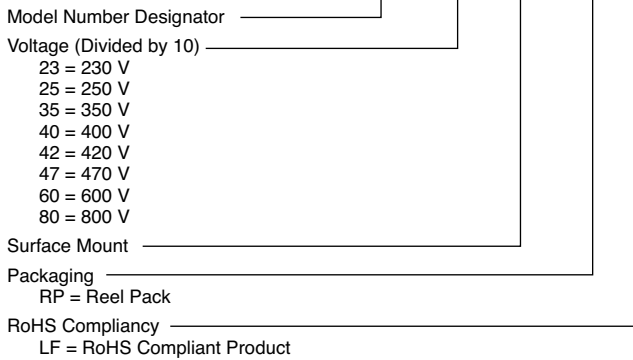 Model Number Designator
Voltage (Divided by 10)
23 = 230 V
25 = 250 V
35 = 350 V
40 = 400 V
42 = 420 V
47 = 470 V
60 = 600 V
80 = 800 V
Surface Mount
Packaging
RP = Reel Pack
RoHS Compliancy
LF = RoHS Compliant Product